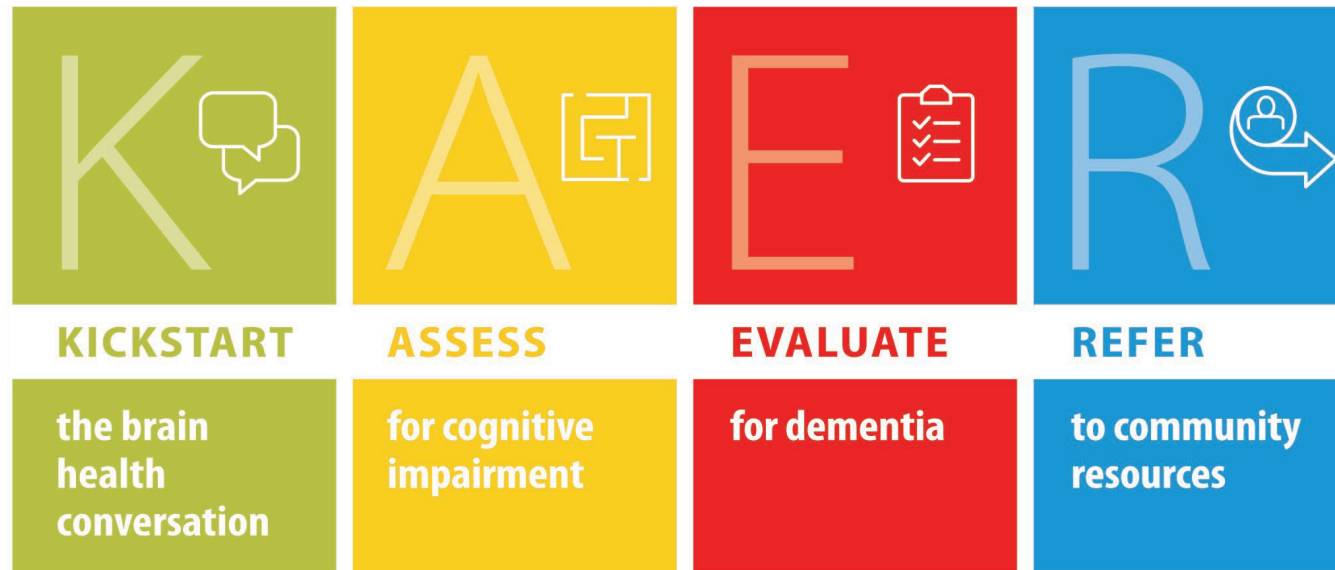 K A E R
KICKSTART ASSESS EVALUATE REFER
the brain
health
conversation
for cognitive
impairment
for dementia
to community
resources